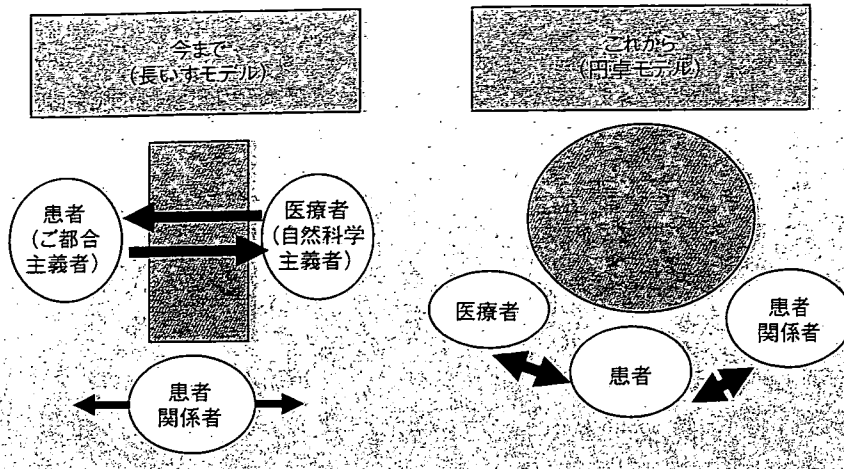 今まで
(長いすモデル)
これから
(円卓モデル)
患者
(ご都合
主義者)
医療者
(自然科学
主義者)
患者
関係者
医療者
患者
患者
関係者